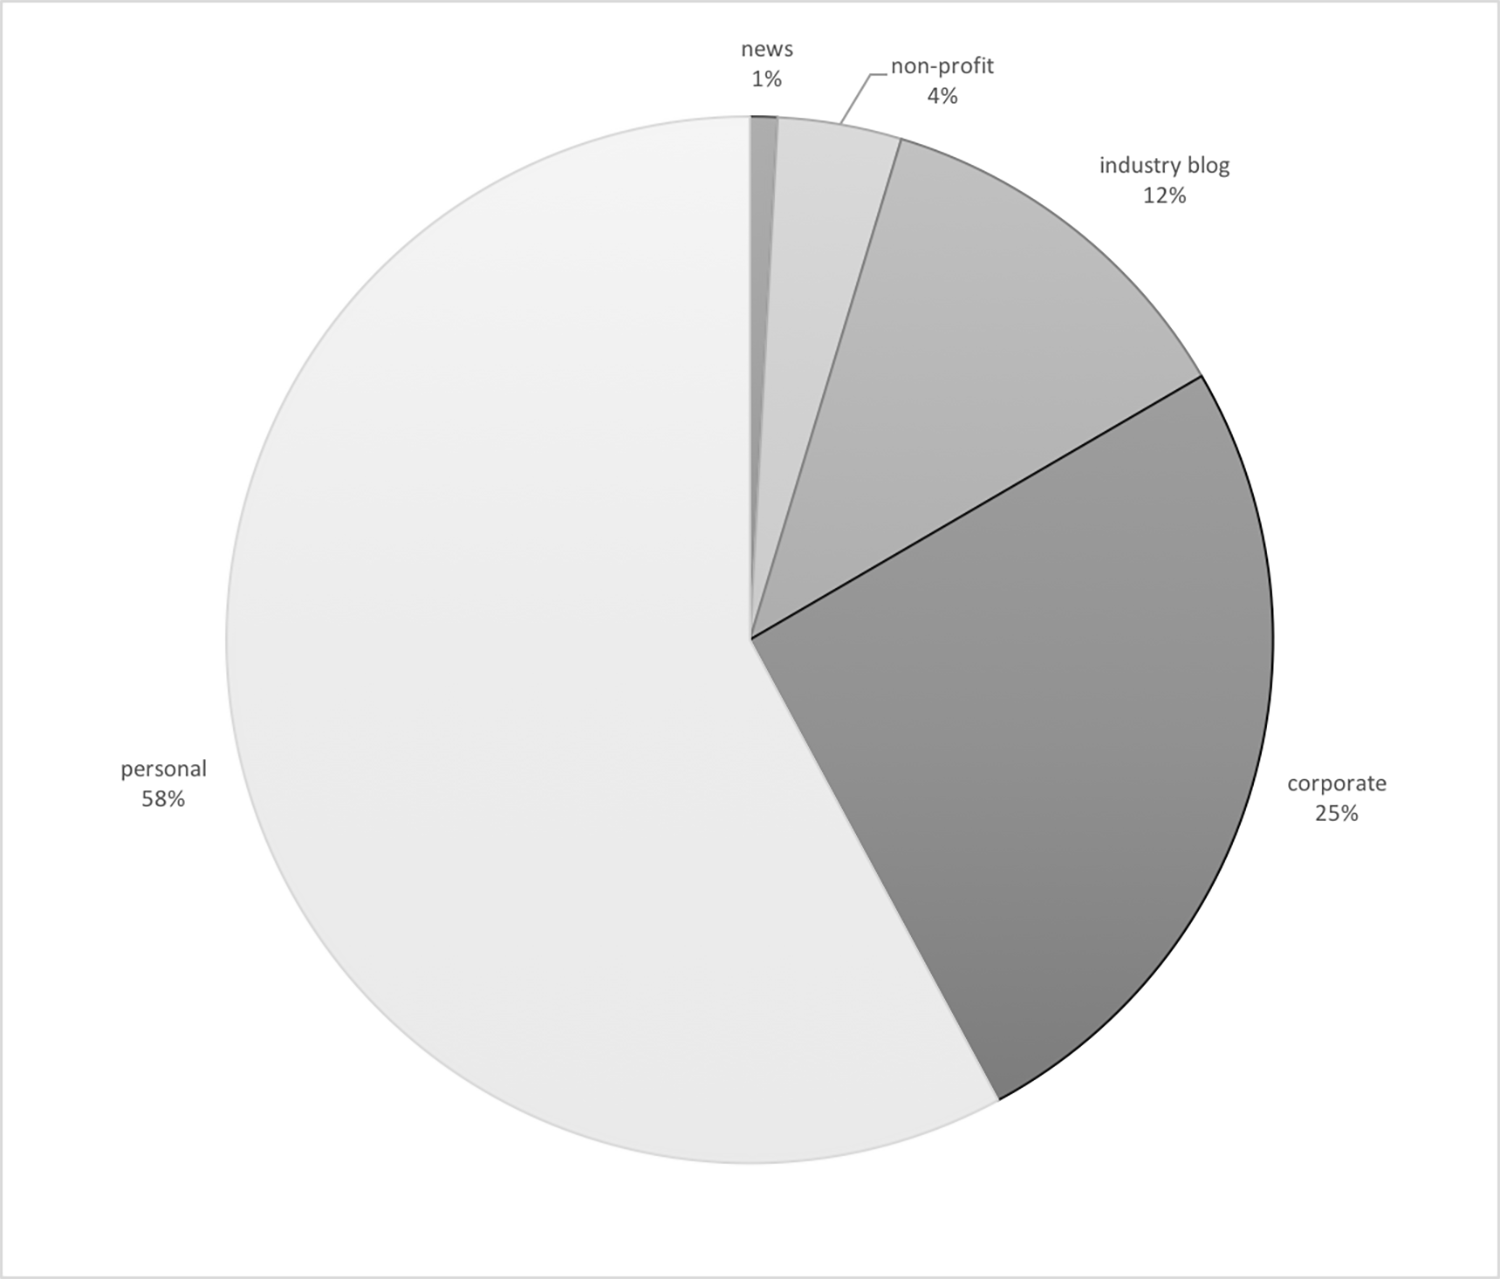 news
1%
non-profit
4%
industry blog
12%
corporate
25%
personal
58%